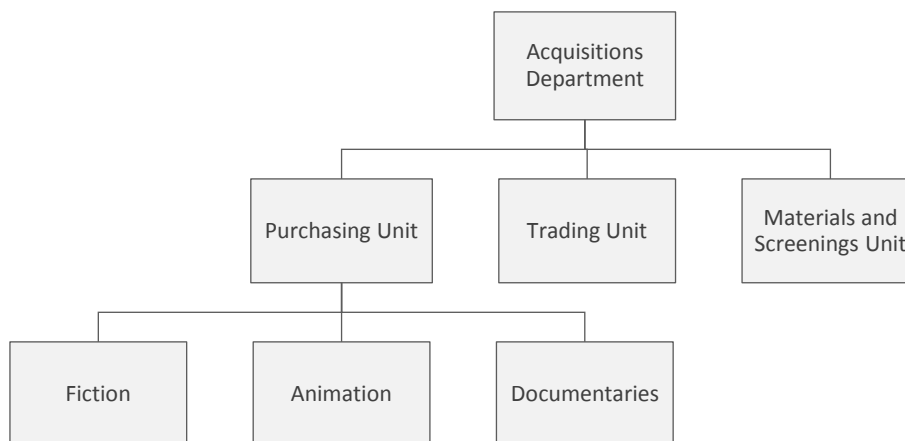 Acquisitions
Department
Purchasing Unit
Trading Unit
Materials and
Screenings Unit
Fiction
Animation
Documentaries